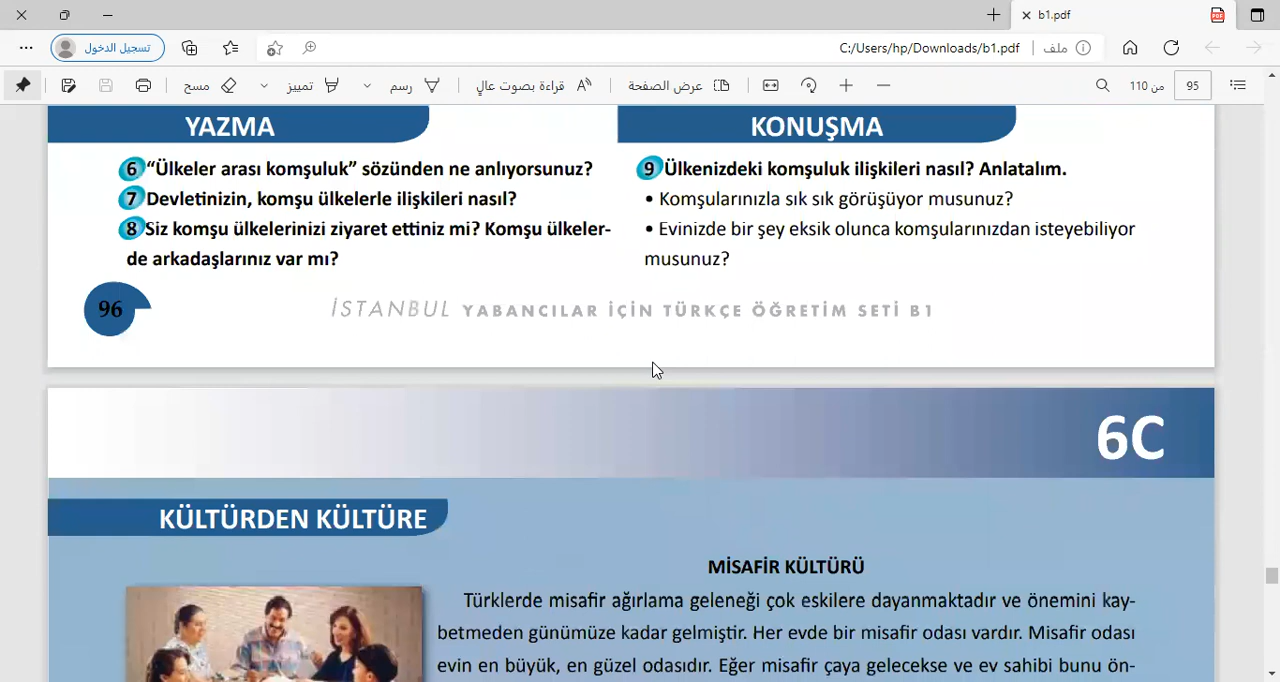 b1.pdf
تسجيل الدخول
C:/Users/hp/Downloads/b1.pdf
ملف
مسح
تمييز
رسم
قراءة بصوت عالٍ
عرض الصفحة
95 من 110
YAZMA
6 “Ülkeler arası komşuluk” sözünden ne anlıyorsunuz?
7 Devletinizin, komşu ülkelerle ilişkileri nasıl?
8 Siz komşu ülkelerinizi ziyaret ettiniz mi? Komşu ülkeler-
de arkadaşlarınız var mı?
KONUŞMA
9 Ülkenizdeki komşuluk ilişkileri nasıl? Anlatalım.
• Komşularınızla sık sık görüşüyor musunuz?
• Evinizde bir şey eksik olunca komşularınızdan isteyebiliyor
musunuz?
96
İSTANBUL YABANCILAR İÇİN TÜRKÇE ÖĞRETİM SETİ B1
6C
KÜLTÜRDEN KÜLTÜRE
MİSAFİR KÜLTÜRÜ
Türklerde misafir ağırlama geleneği çok eskilere dayanmaktadır ve önemini kay-
betmeden günümüze kadar gelmiştir. Her evde bir misafir odası vardır. Misafir odası
evin en büyük, en güzel odasıdır. Eğer misafir çaya gelecekse ve ev sahibi bunu ön-